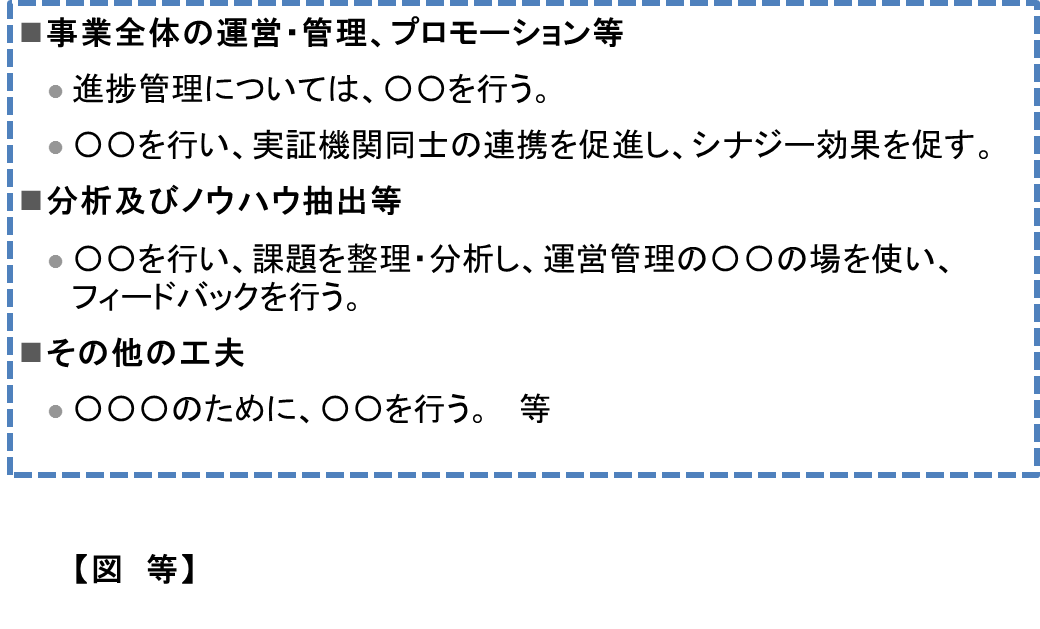 ■事業全体の運営・管理、プロモーション等
● 進捗管理については、〇〇を行う。
● 〇〇を行い、実証機関同士の連携を促進し、シナジー効果を促す。
■分析及びノウハウ抽出等
● 〇〇を行い、課題を整理・分析し、運営管理の〇〇の場を使い、
フィードバックを行う。
■その他の工夫
● 〇〇〇のために、〇〇を行う。　等
【図　等】